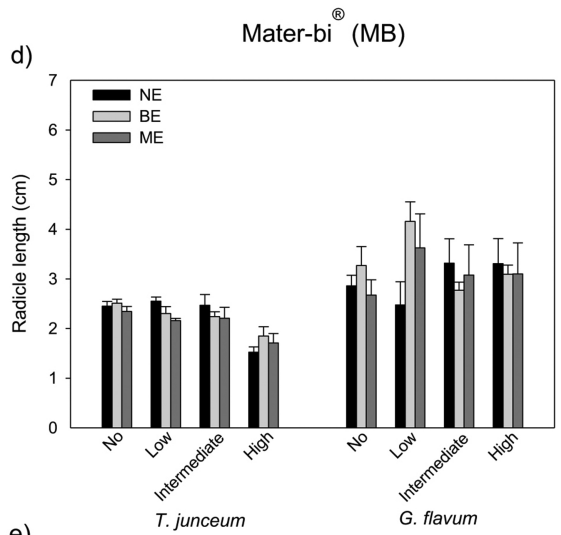 Mater-bi® (MB)
d)
7
6
5
4
3
2
1
0
Radicle length (cm)
NE
BE
ME
No
Low
Intermediate
High
No
Low
Intermediate
High
T. junceum
G. flavum
e)